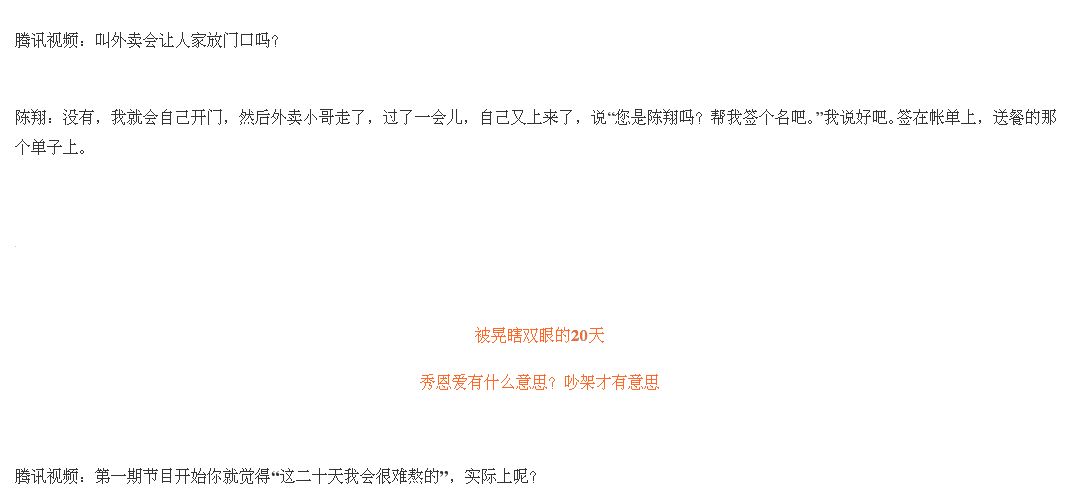 腾讯视频：叫外卖会让人家放门口吗？
陈翔：没有，我就会自己开门，然后外卖小哥走了，过了一会儿，自己又上来了，说“您是陈翔吗？帮我签个名吧。”我说好吧。签在帐单上，送餐的那
个单子上。
被晃瞎双眼的20天
秀恩爱有什么意思？吵架才有意思
腾讯视频：第一期节目开始你就觉得“这二十天我会很难熬的”，实际上呢？